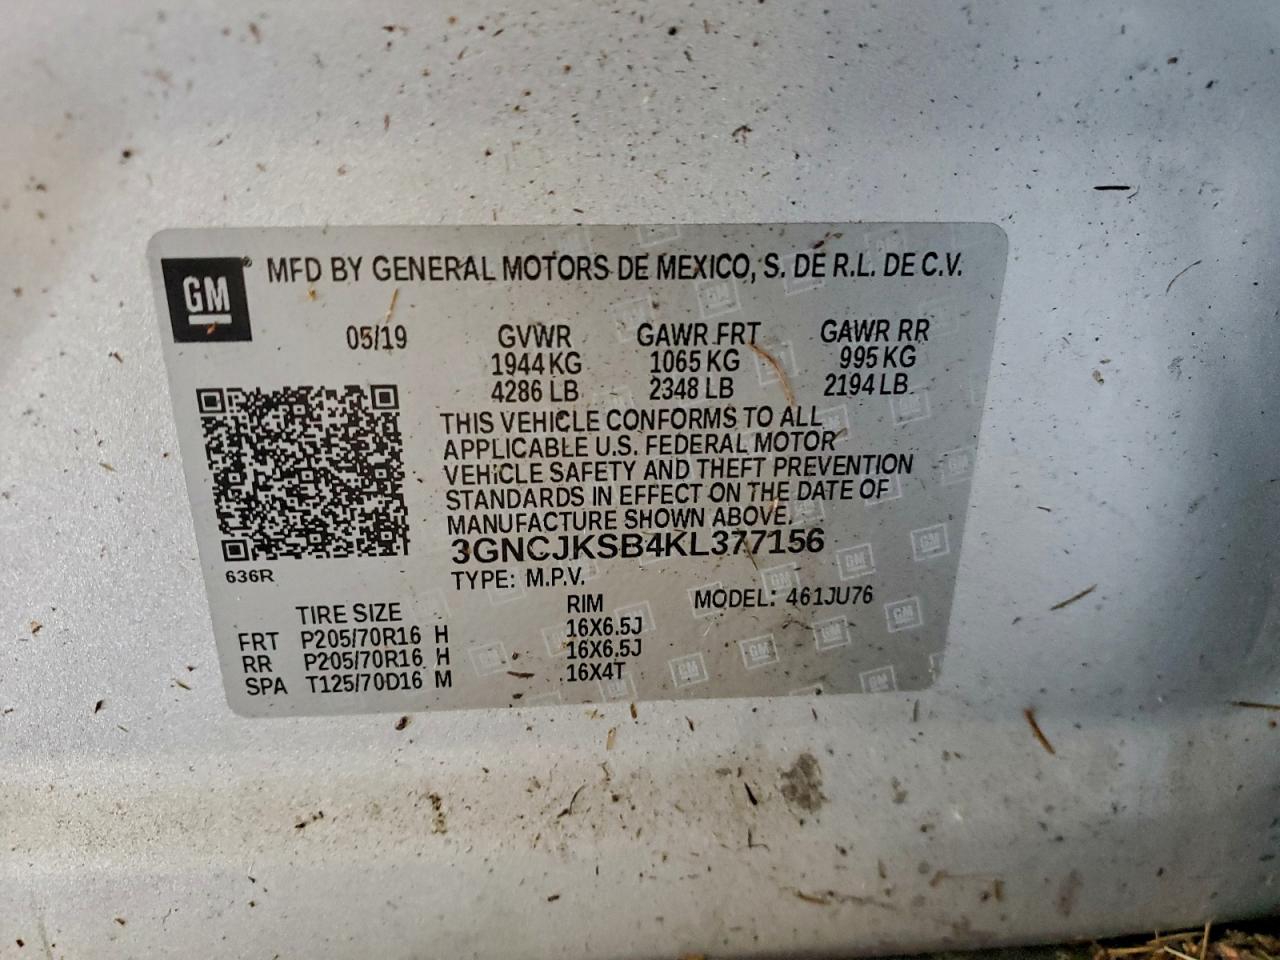 GM® MFD BY GENERAL MOTORS DE MEXICO, S. DE R.L. DE C.V.
05/19 GVWR GAWR FRT GAWR RR
1944 KG 1065 KG 995 KG
4286 LB 2348 LB 2194 LB
THIS VEHICLE CONFORMS TO ALL
APPLICABLE U.S. FEDERAL MOTOR
VEHICLE SAFETY AND THEFT PREVENTION
STANDARDS IN EFFECT ON THE DATE OF
MANUFACTURE SHOWN ABOVE.
3GNCJKSB4KL377156
636R TYPE: M.P.V.
TIRE SIZE RIM MODEL: 461JU76
FRT P205/70R16 H 16X6.5J
RR P205/70R16 H 16X6.5J
SPA T125/70D16 M 16X4T